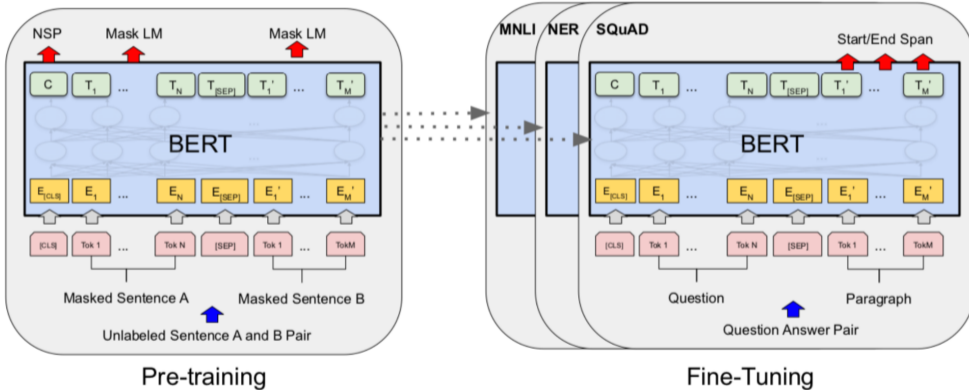 NSP Mask LM Mask LM
C T1 ... TN T[SEP] T1' ... TM'
BERT
E[CLS] E1 ... EN E[SEP] E1' ... EM'
[CLS] Tok 1 ... Tok N [SEP] Tok 1 ... TokM
Masked Sentence A Masked Sentence B
Unlabeled Sentence A and B Pair
Pre-training
MNLI NER SQuAD
Start/End Span
C T1 ... TN T[SEP] T1' ... TM'
BERT
E[CLS] E1 ... EN E[SEP] E1' ... EM'
[CLS] Tok 1 ... Tok N [SEP] Tok 1 ... TokM
Question Paragraph
Question Answer Pair
Fine-Tuning